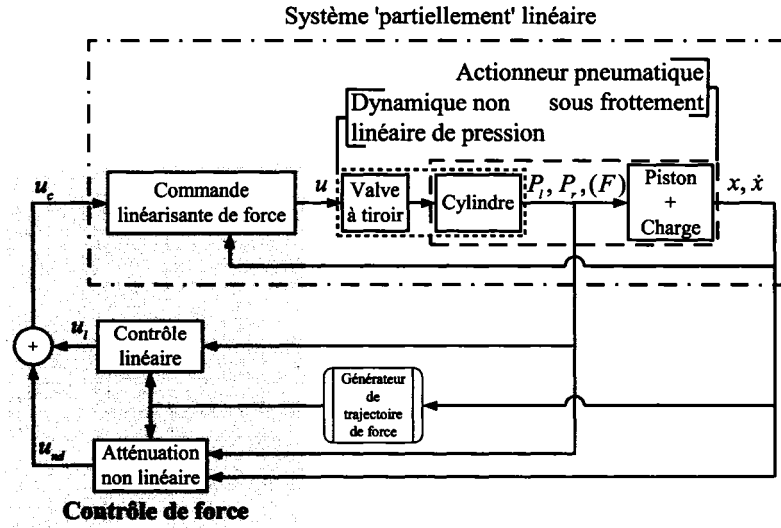 Système 'partiellement' linéaire
Actionneur pneumatique
sous frottement
Dynamique non
linéaire de pression
u_c
Commande
linéarisante de force
u
Valve
à tiroir
Cylindre
P_l, P_r, (F)
Piston
+
Charge
x, ẋ
+
u_l
Contrôle
linéaire
Générateur
de
trajectoire
de force
u_nd
Atténuation
non linéaire
Contrôle de force